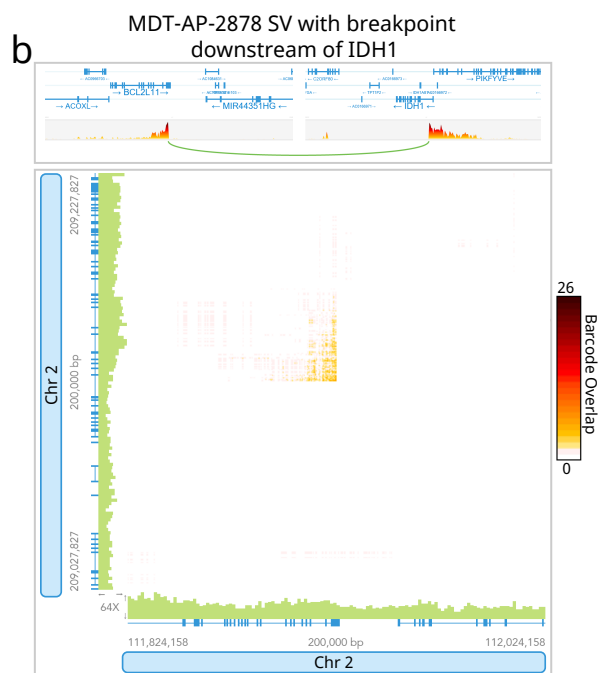 b
MDT-AP-2878 SV with breakpoint
downstream of IDH1
→ BCL2L11 →
ACOXL →
← MIR44351HG ←
→ PIKFYVE →
← IDH1 ←
209,227,827
200,000 bp
209,027,827
Chr 2
64X
111,824,158
200,000 bp
112,024,158
Chr 2
26
Barcode Overlap
0